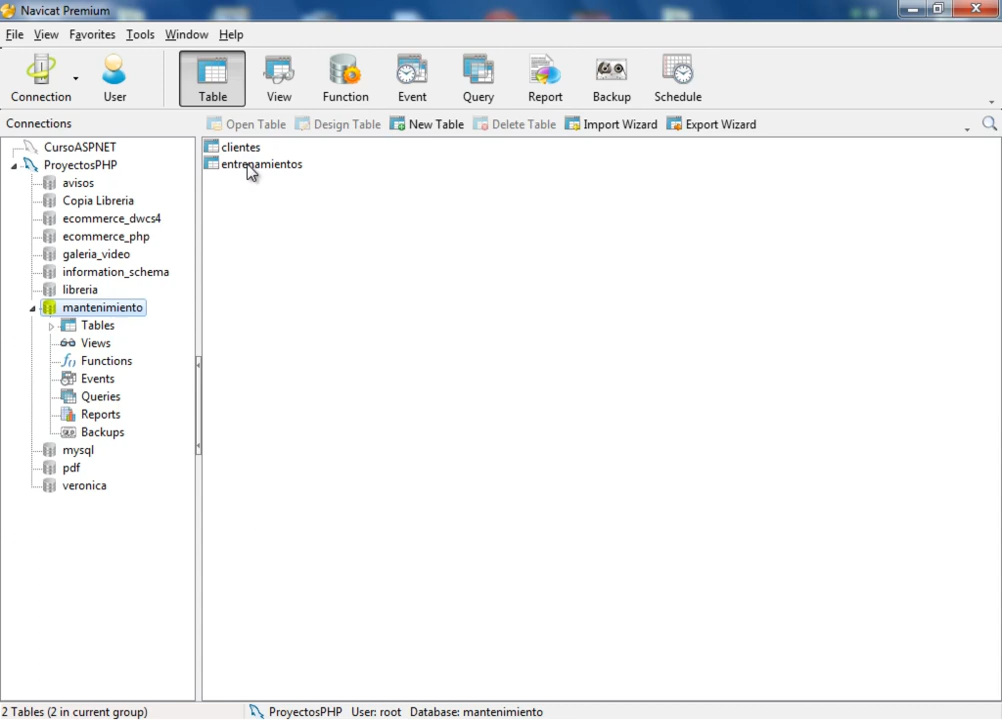 Navicat Premium
File View Favorites Tools Window Help
Connection User Table View Function Event Query Report Backup Schedule
Connections Open Table Design Table New Table Delete Table Import Wizard Export Wizard
CursoASPNET
ProyectosPHP
avisos
Copia Libreria
ecommerce_dwcs4
ecommerce_php
galeria_video
information_schema
libreria
mantenimiento
Tables
Views
Functions
Events
Queries
Reports
Backups
mysql
pdf
veronica
clientes
entrenamientos
2 Tables (2 in current group) ProyectosPHP User: root Database: mantenimiento